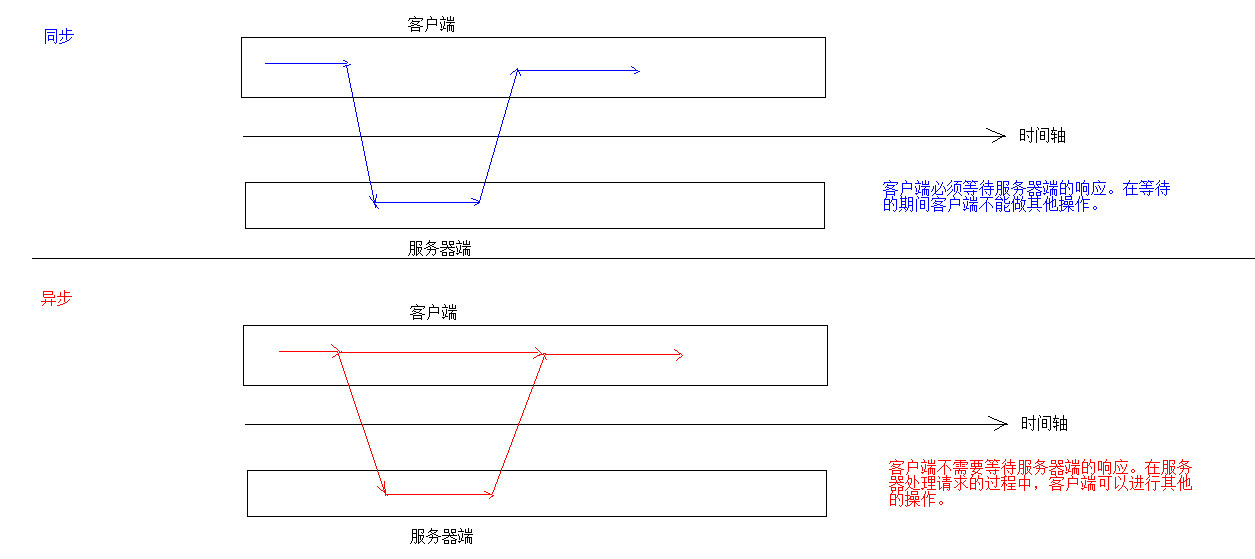 客户端
同步
时间轴
客户端必须等待服务器端的响应。在等待
的期间客户端不能做其他操作。
服务器端
异步
客户端
时间轴
客户端不需要等待服务器端的响应。在服务
器处理请求的过程中，客户端可以进行其他
的操作。
服务器端